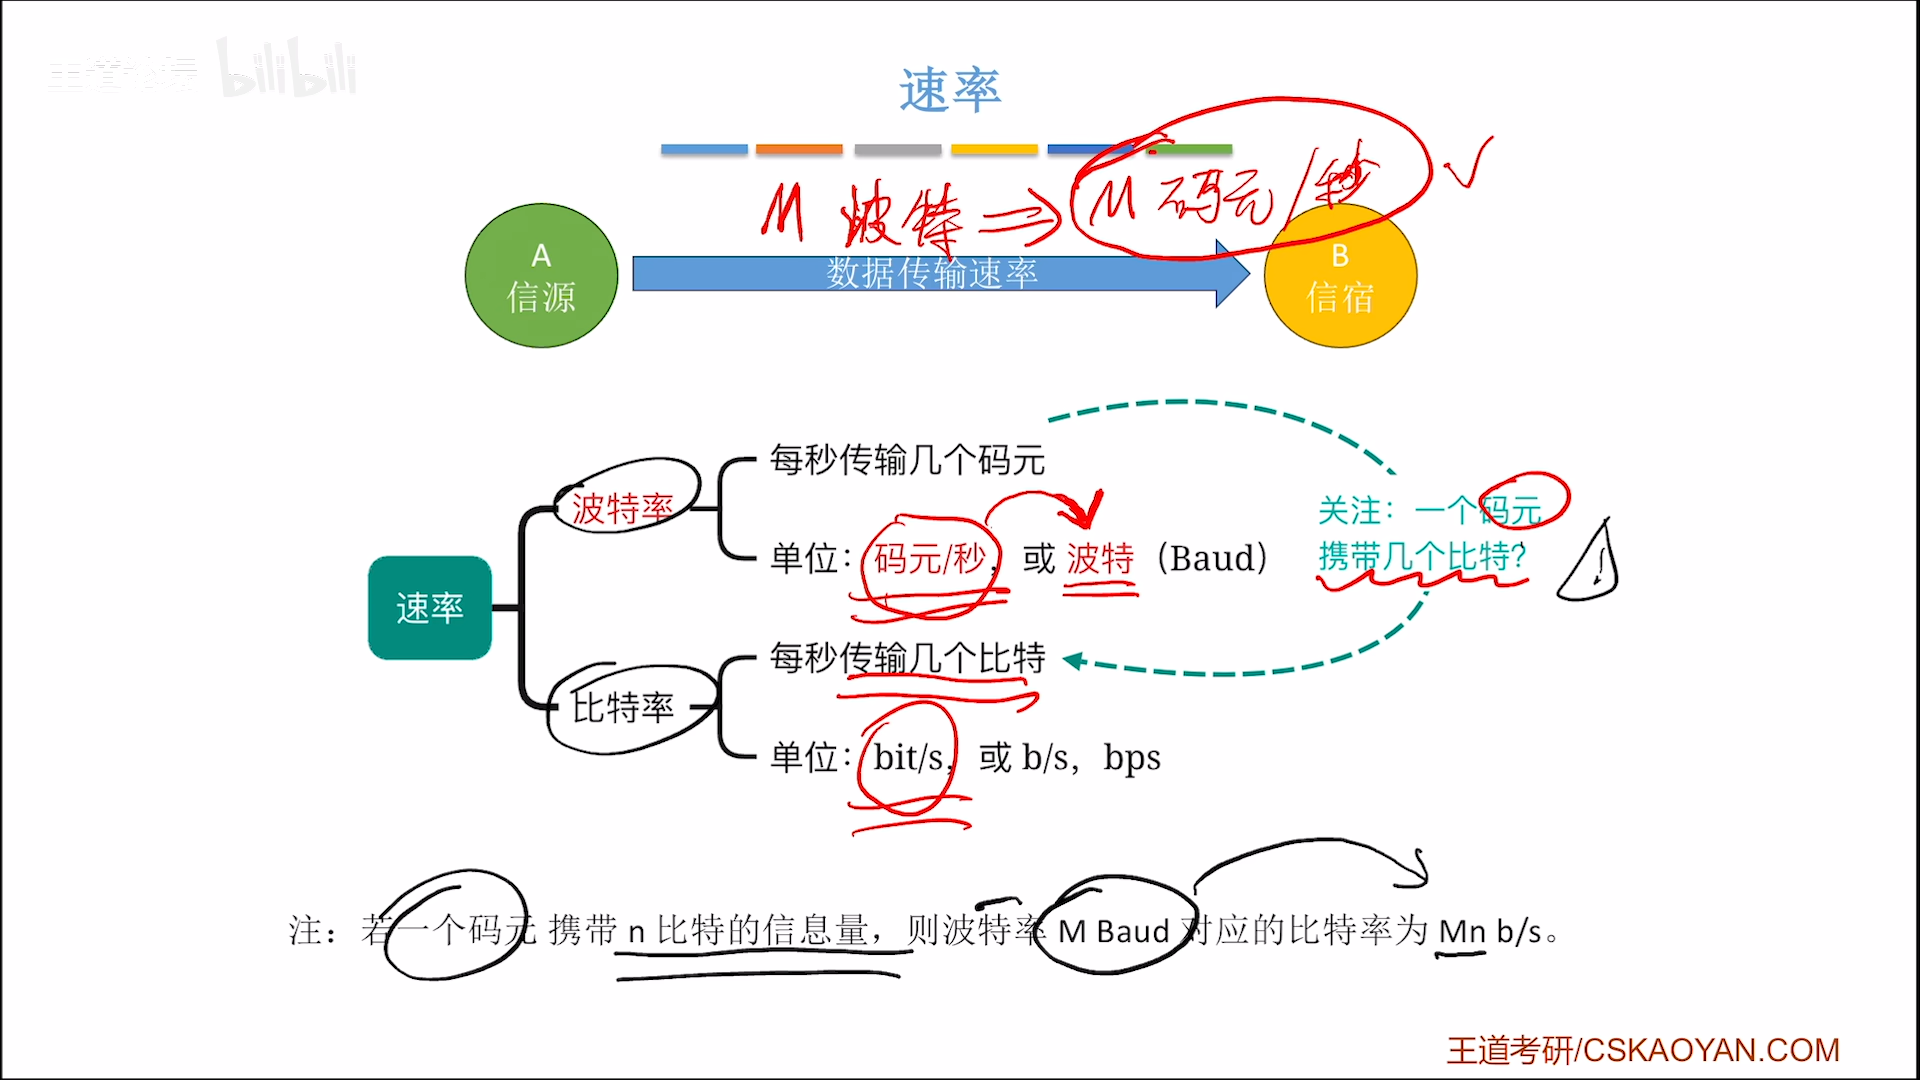 王道论坛 bilibili
速率
M 波特 ⇒ M 码元/秒 ✓
A
信源
数据传输速率
B
信宿
每秒传输几个码元
波特率
单位：码元/秒，或 波特（Baud）
关注：一个码元
携带几个比特?
速率
每秒传输几个比特
比特率
单位：bit/s，或 b/s，bps
注：若一个码元 携带 n 比特的信息量，则波特率 M Baud 对应的比特率为 Mn b/s。
王道考研/CSKAOYAN.COM